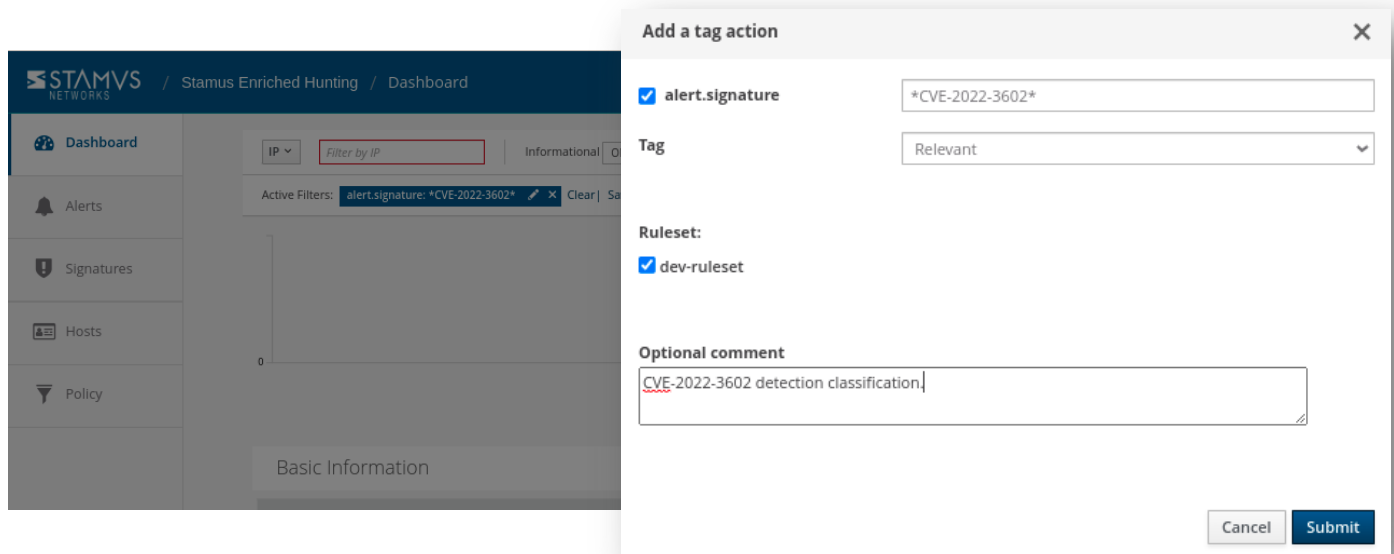 Add a tag action
STAMVS
NETWORKS
/ Stamus Enriched Hunting / Dashboard
Dashboard
Alerts
Signatures
Hosts
Policy
IP
Filter by IP
Informational
Active Filters: alert.signature: *CVE-2022-3602* Clear| Sa
0
Basic Information
alert.signature
*CVE-2022-3602*
Tag
Relevant
Ruleset:
dev-ruleset
Optional comment
CVE-2022-3602 detection classification.
Cancel
Submit